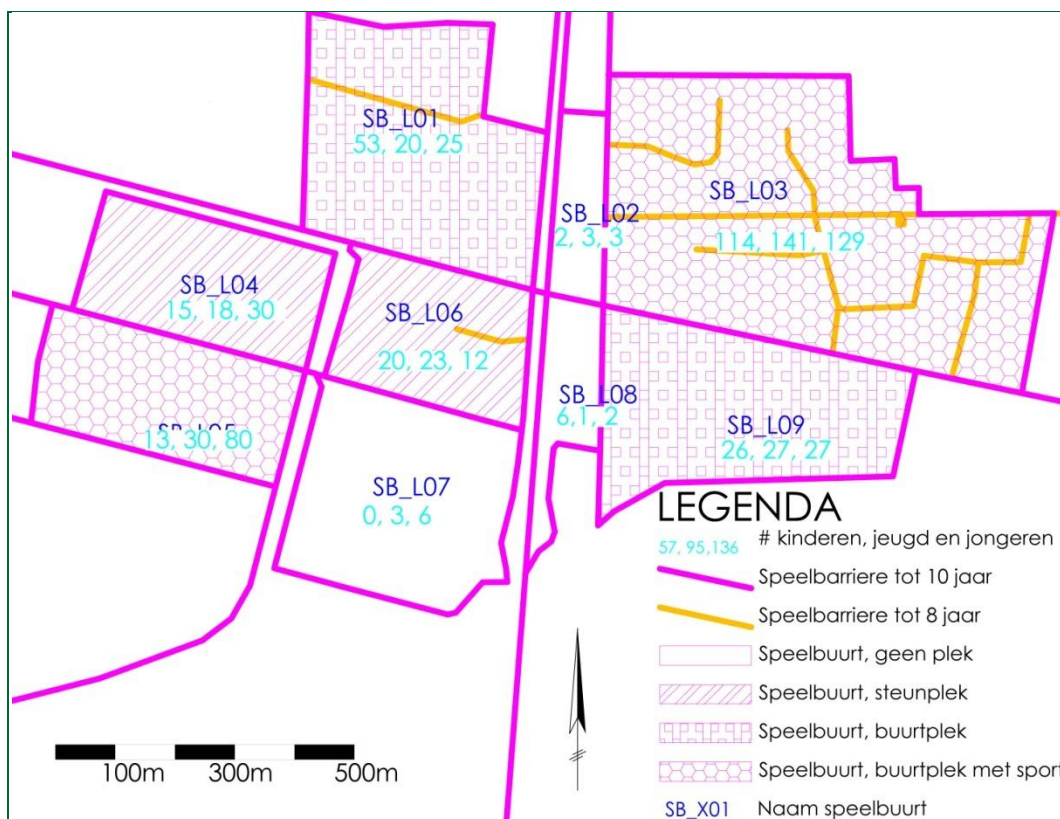 SB_L01
53, 20, 25
SB_L02
2, 3, 3
SB_L03
114, 141, 129
SB_L04
15, 18, 30
SB_L06
20, 23, 12
SB_L05
13, 30, 80
SB_L07
0, 3, 6
SB_L08
6,1, 2
SB_L09
26, 27, 27
LEGENDA
57, 95,136 # kinderen, jeugd en jongeren
Speelbarriere tot 10 jaar
Speelbarriere tot 8 jaar
Speelbuurt, geen plek
Speelbuurt, steunplek
Speelbuurt, buurtplek
Speelbuurt, buurtplek met sport
SB_X01 Naam speelbuurt
100m 300m 500m